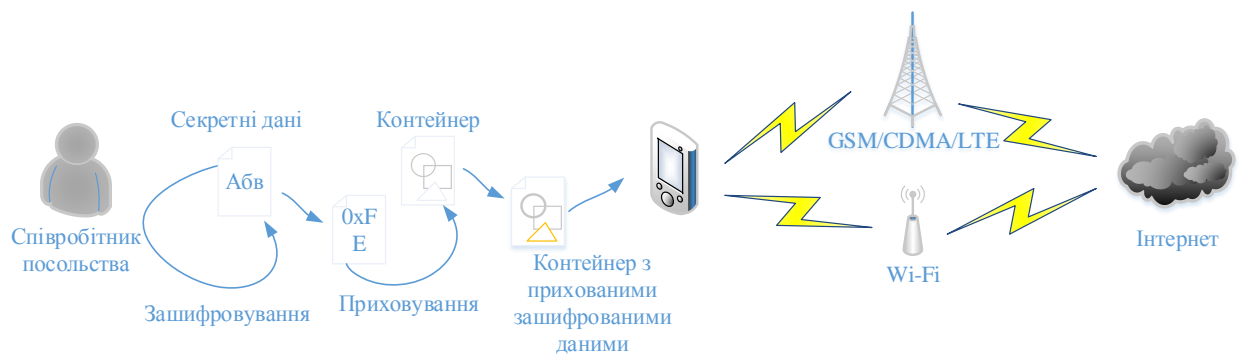 Співробітник
посольства
Секретні дані
Абв
Зашифровування
0xF
E
Контейнер
Приховування
Контейнер з
прихованими
зашифрованими
даними
GSM/CDMA/LTE
Wi-Fi
Інтернет